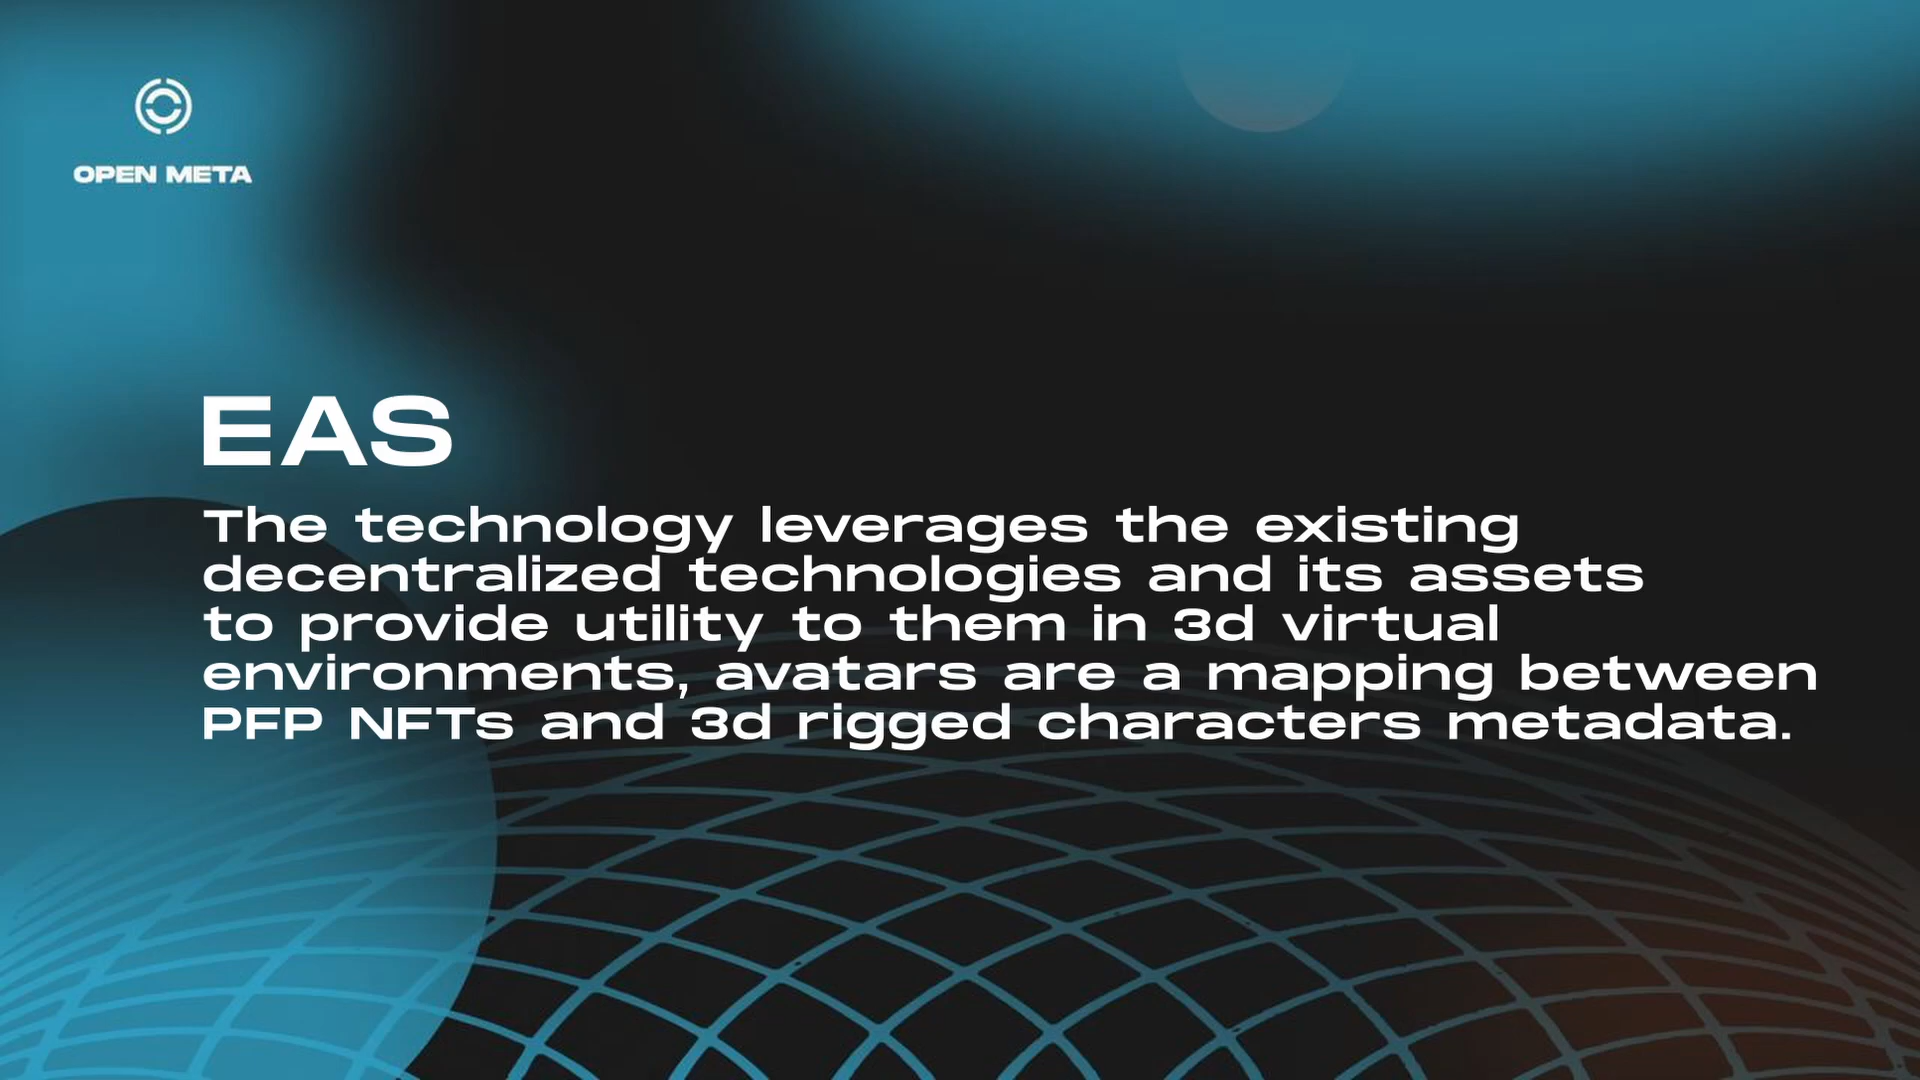 OPEN META
EAS
The technology leverages the existing
decentralized technologies and its assets
to provide utility to them in 3d virtual
environments, avatars are a mapping between
PFP NFTs and 3d rigged characters metadata.